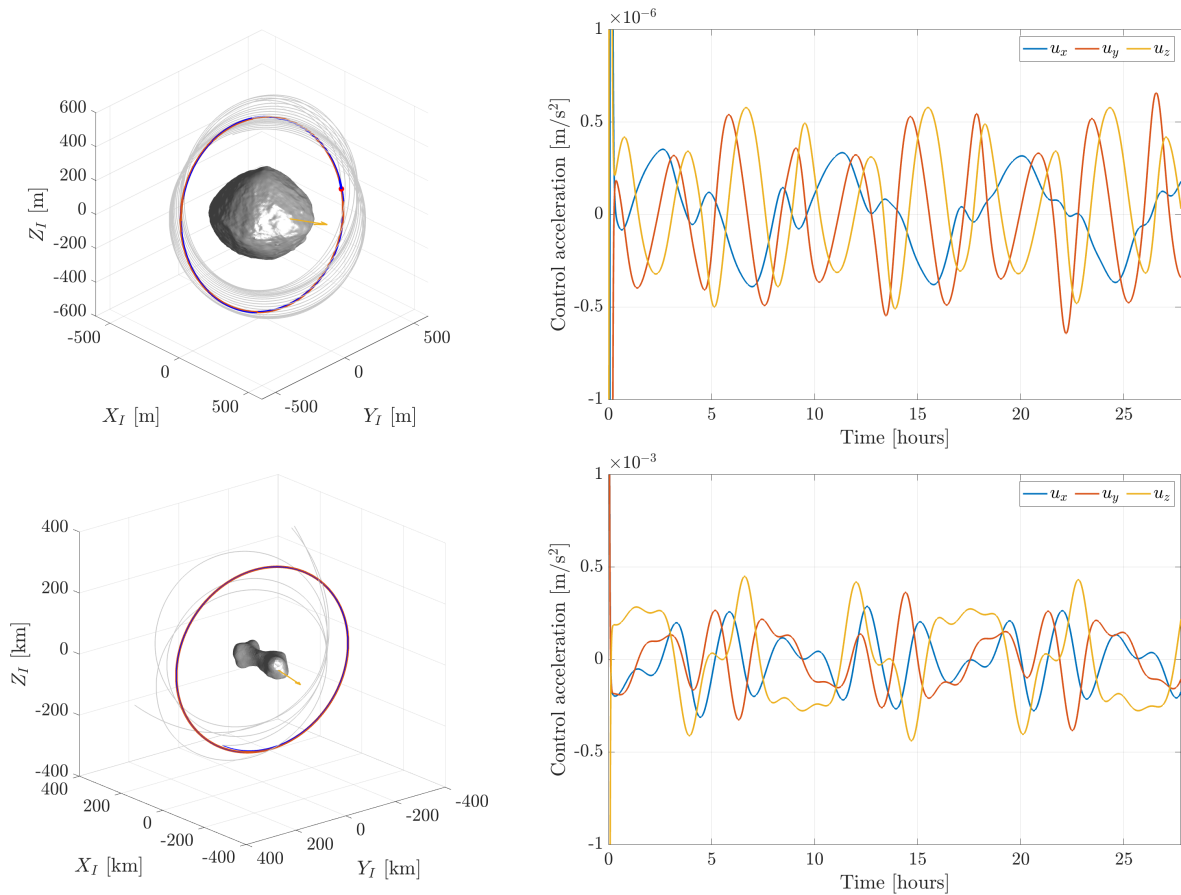 600
400
200
0
-200
-400
-600
Z_I [m]
-500
0
500
X_I [m]
-500
0
500
Y_I [m]
×10⁻⁶
1
0.5
0
-0.5
-1
Control acceleration [m/s²]
u_x u_y u_z
0 5 10 15 20 25
Time [hours]
400
200
0
-200
-400
Z_I [km]
400
200
0
-200
-400
X_I [km]
400
200
0
-200
-400
Y_I [km]
×10⁻³
1
0.5
0
-0.5
-1
Control acceleration [m/s²]
u_x u_y u_z
0 5 10 15 20 25
Time [hours]